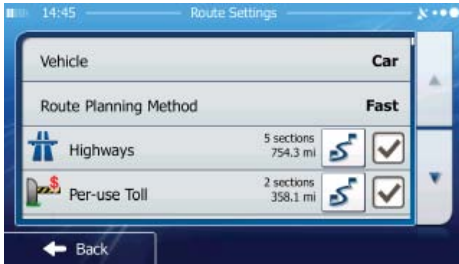 14:45 Route Settings
Vehicle Car
Route Planning Method Fast
Highways 5 sections
754.3 mi
Per-use Toll 2 sections
358.1 mi
Back